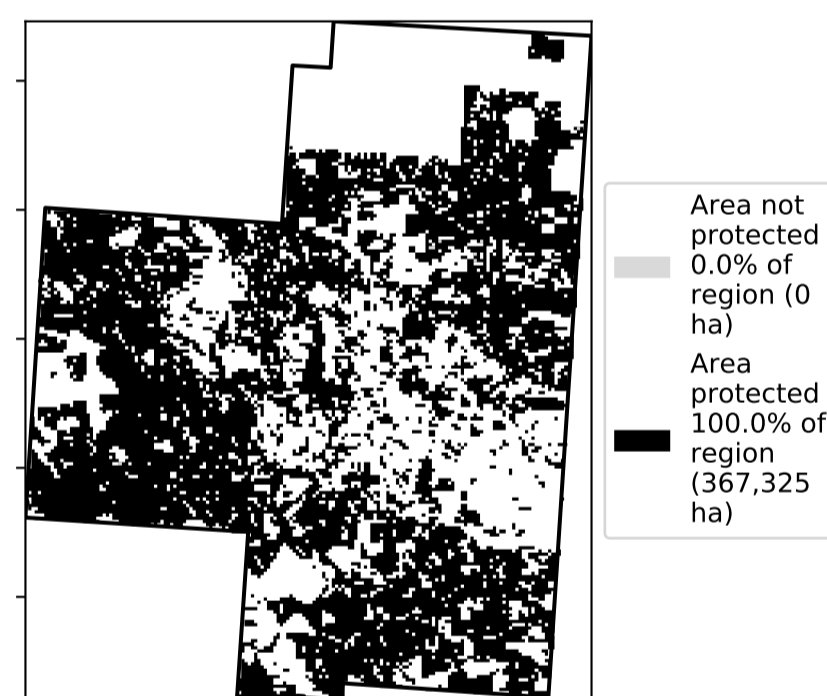 Area not
protected
0.0% of
region (0
ha)
Area
protected
100.0% of
region
(367,325
ha)